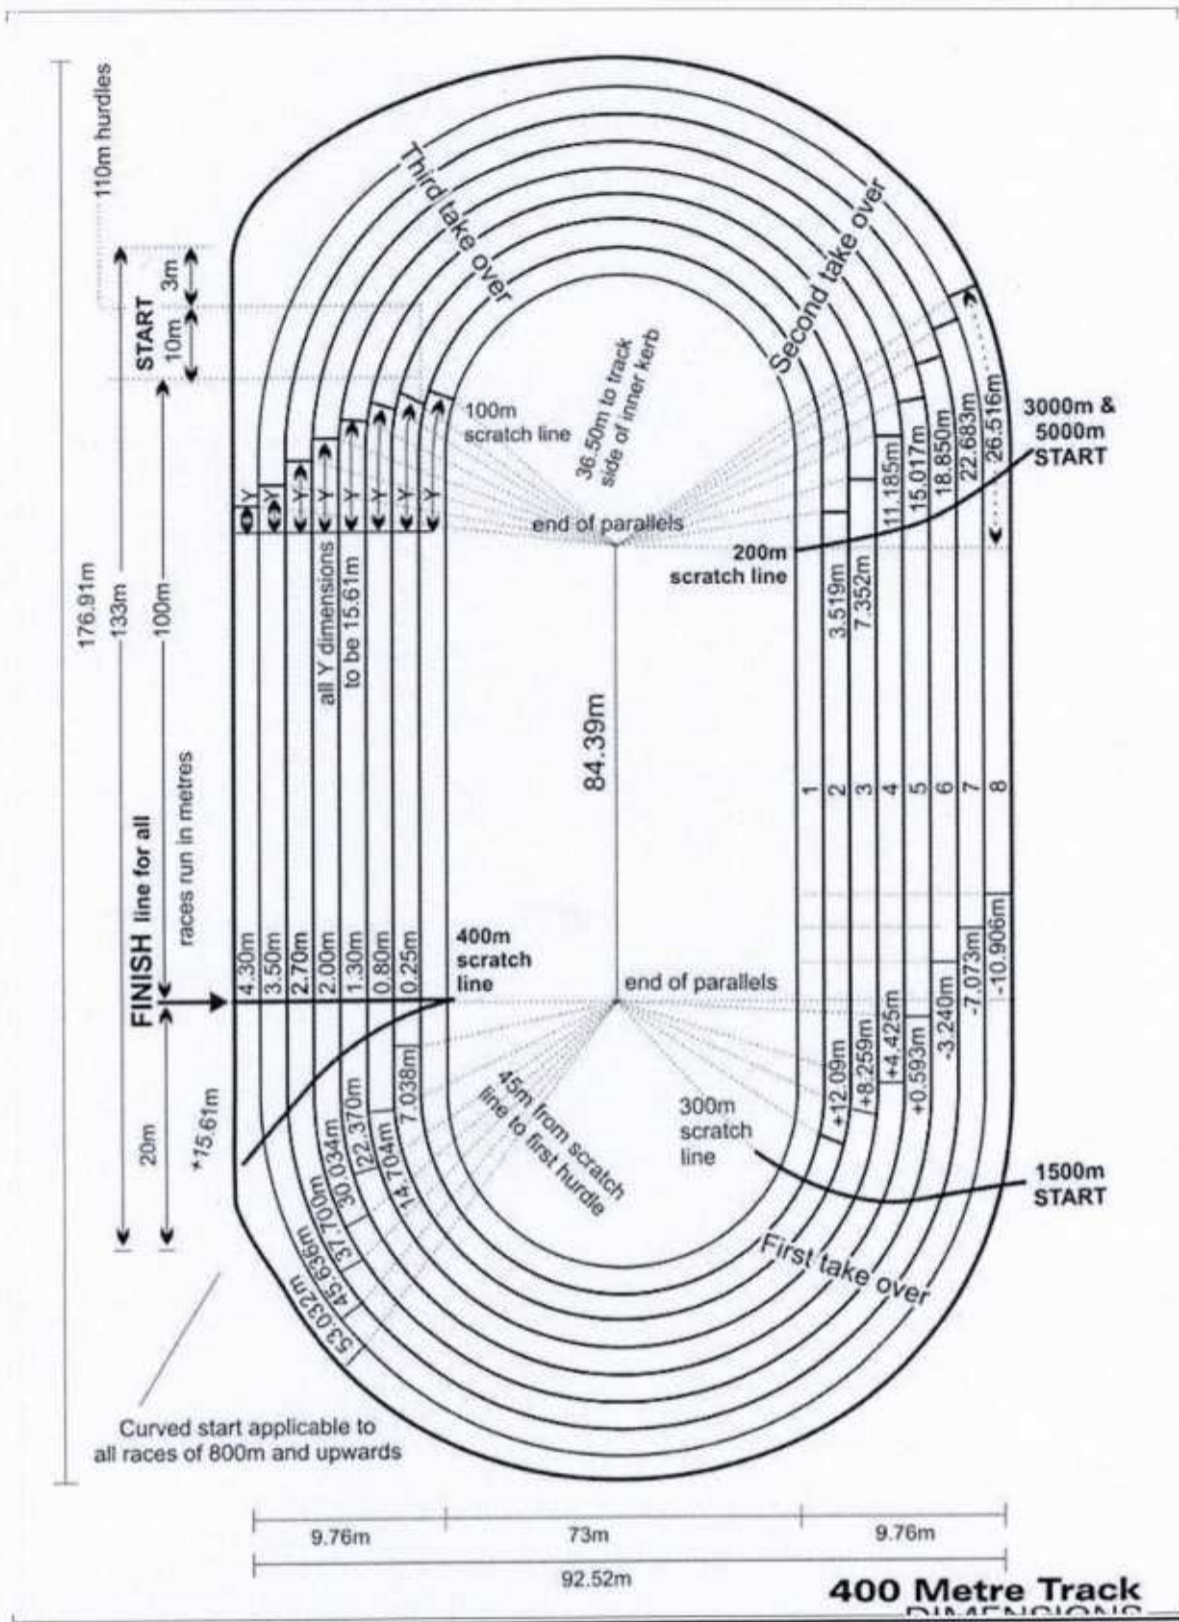 110m hurdles
Third take over
Second take over
3m
START
10m
100m
scratch line
36.50m to track
side of inner kerb
3000m &
5000m
START
Y
Y
Y
Y
Y
Y
Y
Y
end of parallels
200m
scratch line
11.185m
15.017m
18.850m
22.683m
26.516m
176.91m
133m
100m
all Y dimensions
to be 15.61m
3.519m
7.352m
84.39m
1
2
3
4
5
6
7
8
FINISH line for all
races run in metres
4.30m
3.50m
2.70m
2.00m
1.30m
0.80m
0.25m
400m
scratch
line
end of parallels
+12.09m
+8.259m
+4.425m
+0.593m
-3.240m
-7.073m
-10.906m
20m
*15.61m
7.038m
14.704m
22.370m
30.034m
37.700m
45.636m
53.032m
45m from scratch
line to first hurdle
300m
scratch
line
1500m
START
First take over
Curved start applicable to
all races of 800m and upwards
9.76m
73m
9.76m
92.52m
400 Metre Track
DIMENSIONS